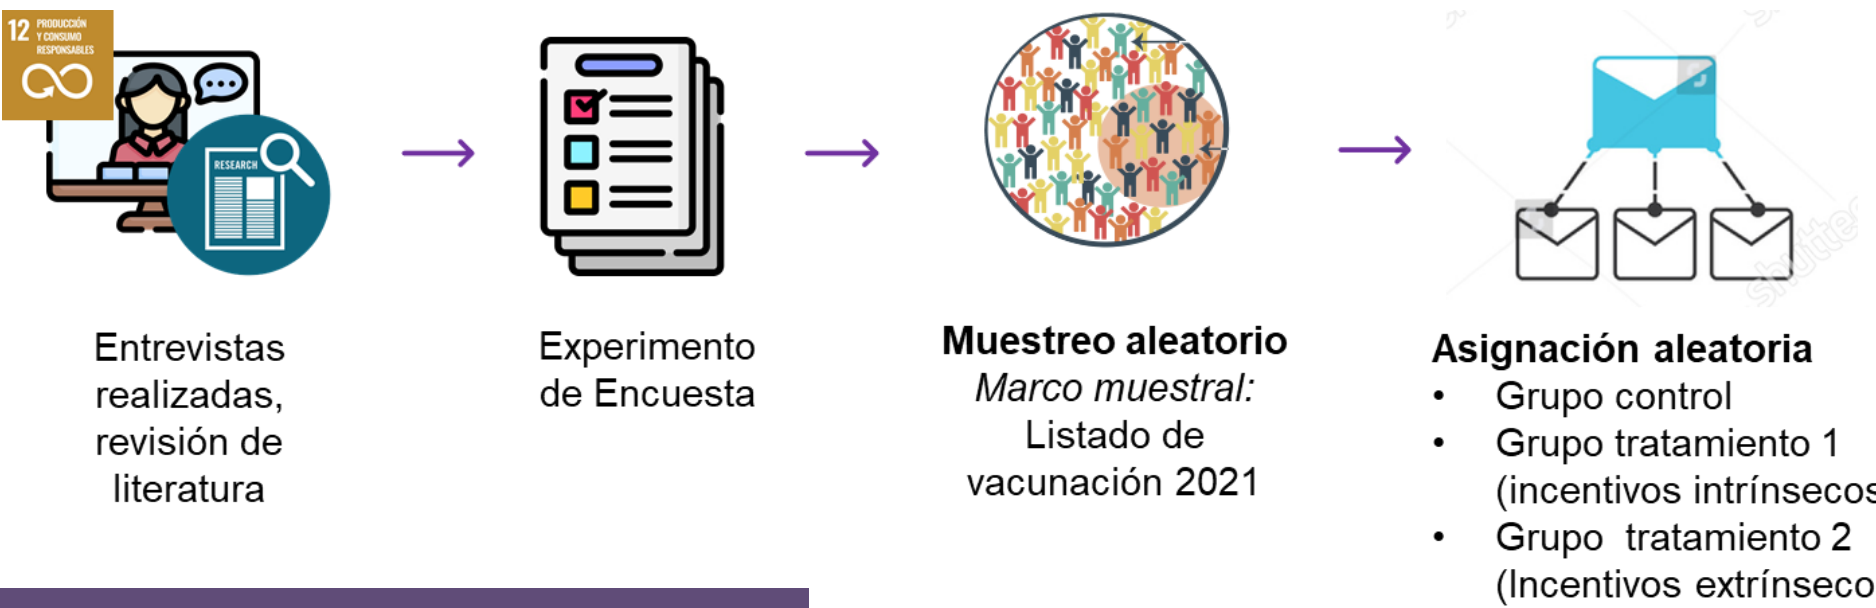 12 PRODUCCIÓN
Y CONSUMO
RESPONSABLES
RESEARCH
Entrevistas
realizadas,
revisión de
literatura
Experimento
de Encuesta
Muestreo aleatorio
Marco muestral:
Listado de
vacunación 2021
Asignación aleatoria
• Grupo control
• Grupo tratamiento 1
(incentivos intrínsecos
• Grupo tratamiento 2
(Incentivos extrínseco